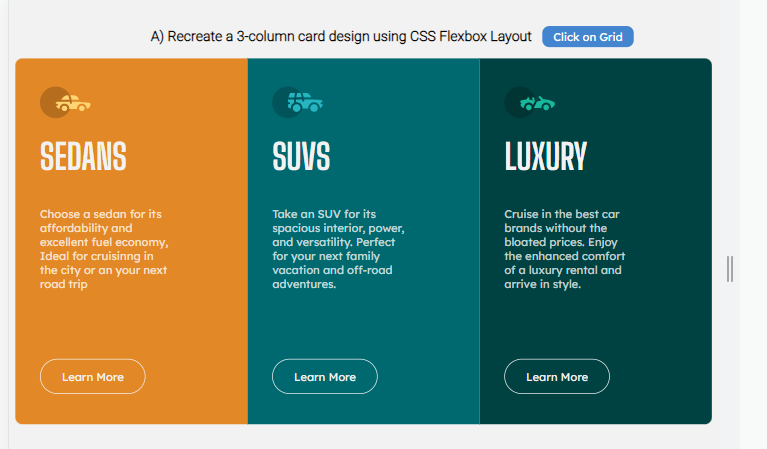 A) Recreate a 3-column card design using CSS Flexbox Layout Click on Grid
SEDANS
Choose a sedan for its
affordability and
excellent fuel economy,
Ideal for cruisinng in
the city or an your next
road trip
Learn More
SUVS
Take an SUV for its
spacious interior, power,
and versatility. Perfect
for your next family
vacation and off-road
adventures.
Learn More
LUXURY
Cruise in the best car
brands without the
bloated prices. Enjoy
the enhanced comfort
of a luxury rental and
arrive in style.
Learn More